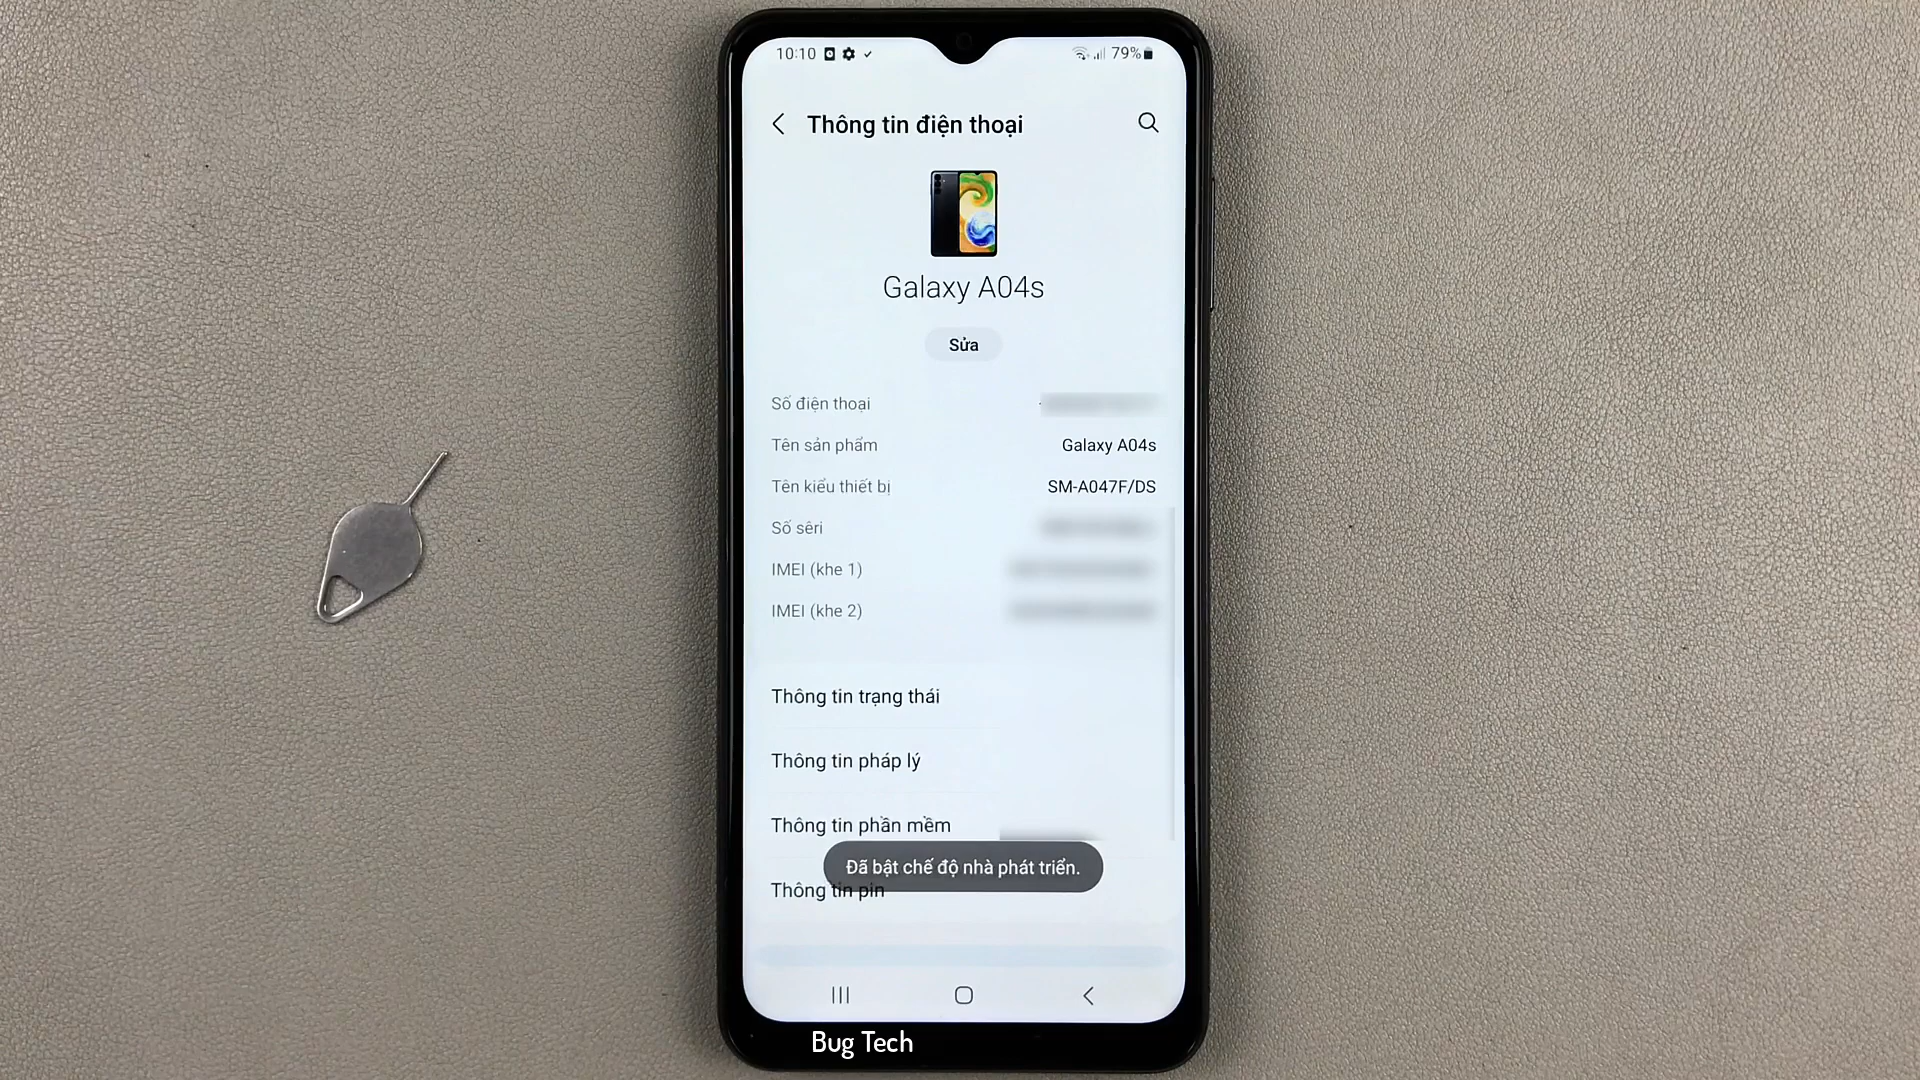 10:10 79%
Thông tin điện thoại
Galaxy A04s
Sửa
Số điện thoại
Tên sản phẩm Galaxy A04s
Tên kiểu thiết bị SM-A047F/DS
Số sêri
IMEI (khe 1)
IMEI (khe 2)
Thông tin trạng thái
Thông tin pháp lý
Thông tin phần mềm
Đã bật chế độ nhà phát triển.
Thông tin pin
Bug Tech